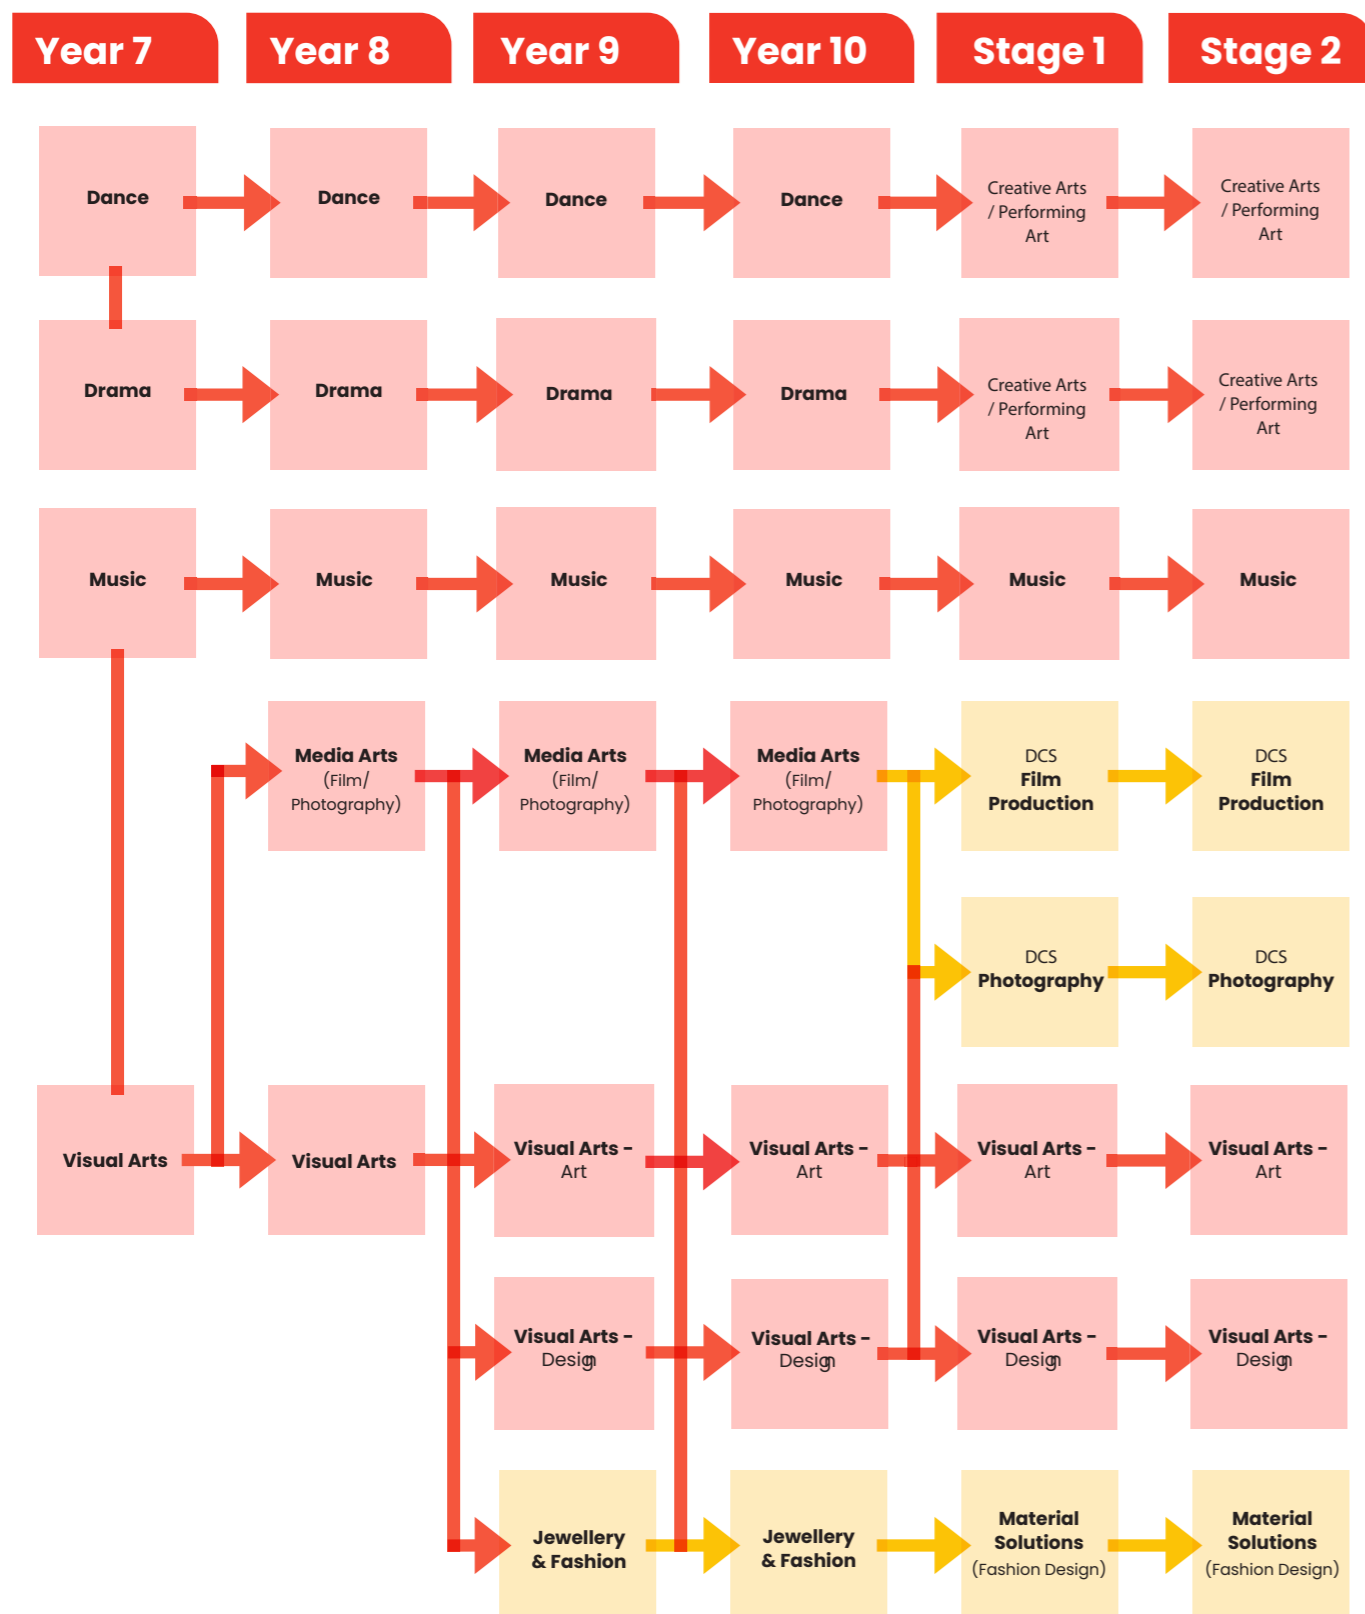 Year 7
Year 8
Year 9
Year 10
Stage 1
Stage 2
Dance
Dance
Dance
Dance
Creative Arts
/ Performing
Art
Creative Arts
/ Performing
Art
Drama
Drama
Drama
Drama
Creative Arts
/ Performing
Art
Creative Arts
/ Performing
Art
Music
Music
Music
Music
Music
Music
Media Arts
(Film/
Photography)
Media Arts
(Film/
Photography)
Media Arts
(Film/
Photography)
DCS
Film
Production
DCS
Film
Production
DCS
Photography
DCS
Photography
Visual Arts
Visual Arts
Visual Arts –
Art
Visual Arts –
Art
Visual Arts –
Art
Visual Arts –
Art
Visual Arts –
Design
Visual Arts –
Design
Visual Arts –
Design
Visual Arts –
Design
Jewellery
& Fashion
Jewellery
& Fashion
Material
Solutions
(Fashion Design)
Material
Solutions
(Fashion Design)